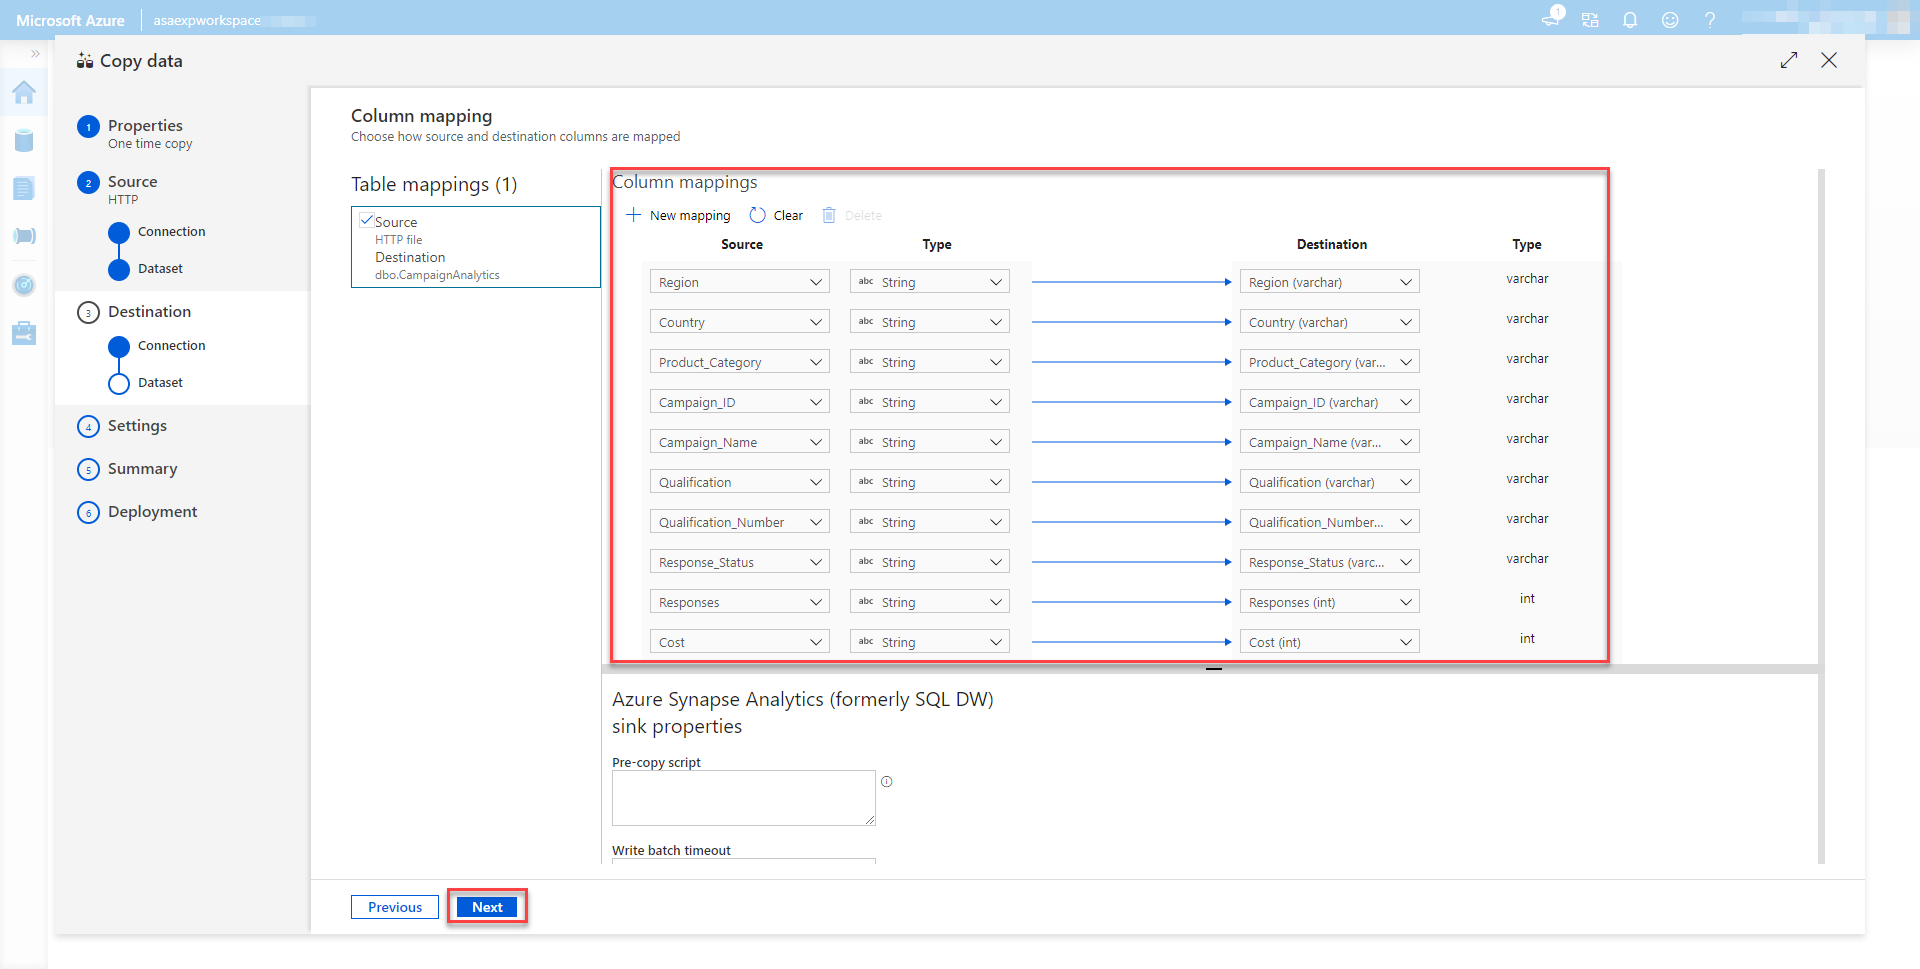 Microsoft Azure
asaexpworkspace
1
?
»
Copy data
1 Properties
One time copy
2 Source
HTTP
Connection
Dataset
3 Destination
Connection
Dataset
4 Settings
5 Summary
6 Deployment
Column mapping
Choose how source and destination columns are mapped
Table mappings (1)
Source
HTTP file
Destination
dbo.CampaignAnalytics
Column mappings
New mapping Clear Delete
Source Type Destination Type
Region abc String Region (varchar) varchar
Country abc String Country (varchar) varchar
Product_Category abc String Product_Category (var... varchar
Campaign_ID abc String Campaign_ID (varchar) varchar
Campaign_Name abc String Campaign_Name (var... varchar
Qualification abc String Qualification (varchar) varchar
Qualification_Number abc String Qualification_Number... varchar
Response_Status abc String Response_Status (varc... varchar
Responses abc String Responses (int) int
Cost abc String Cost (int) int
Azure Synapse Analytics (formerly SQL DW)
sink properties
Pre-copy script
Write batch timeout
Previous Next